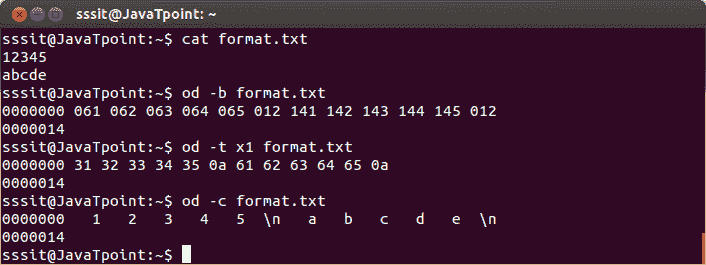 sssit@JavaTpoint: ~
sssit@JavaTpoint:~$ cat format.txt
12345
abcde
sssit@JavaTpoint:~$ od -b format.txt
0000000 061 062 063 064 065 012 141 142 143 144 145 012
0000014
sssit@JavaTpoint:~$ od -t x1 format.txt
0000000 31 32 33 34 35 0a 61 62 63 64 65 0a
0000014
sssit@JavaTpoint:~$ od -c format.txt
0000000   1   2   3   4   5  \n   a   b   c   d   e  \n
0000014
sssit@JavaTpoint:~$